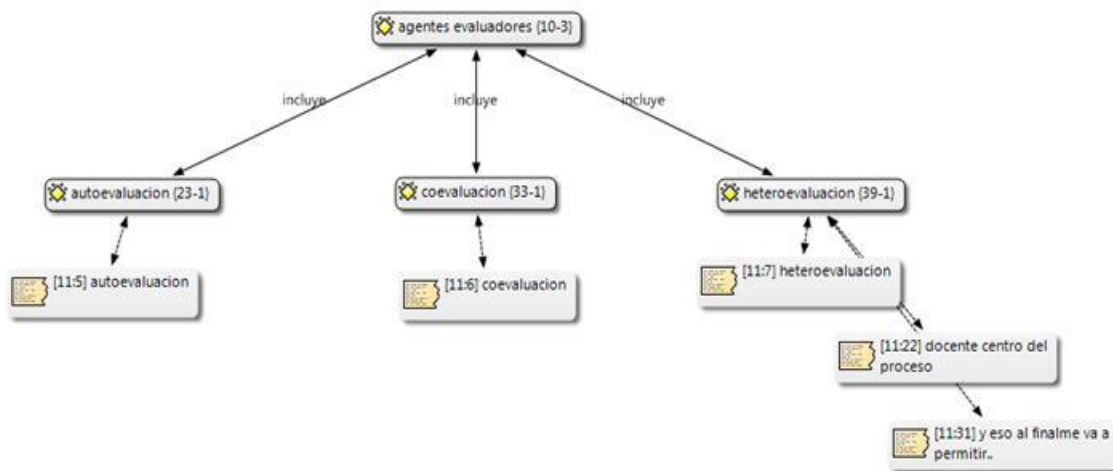 agentes evaluadores {10-3}
incluye
incluye
incluye
autoevaluacion {23-1}
coevaluacion {33-1}
heteroevaluacion {39-1}
[11:5] autoevaluacion
[11:6] coevaluacion
[11:7] heteroevaluacion
[11:22] docente centro del
proceso
[11:31] y eso al finalme va a
permitir..